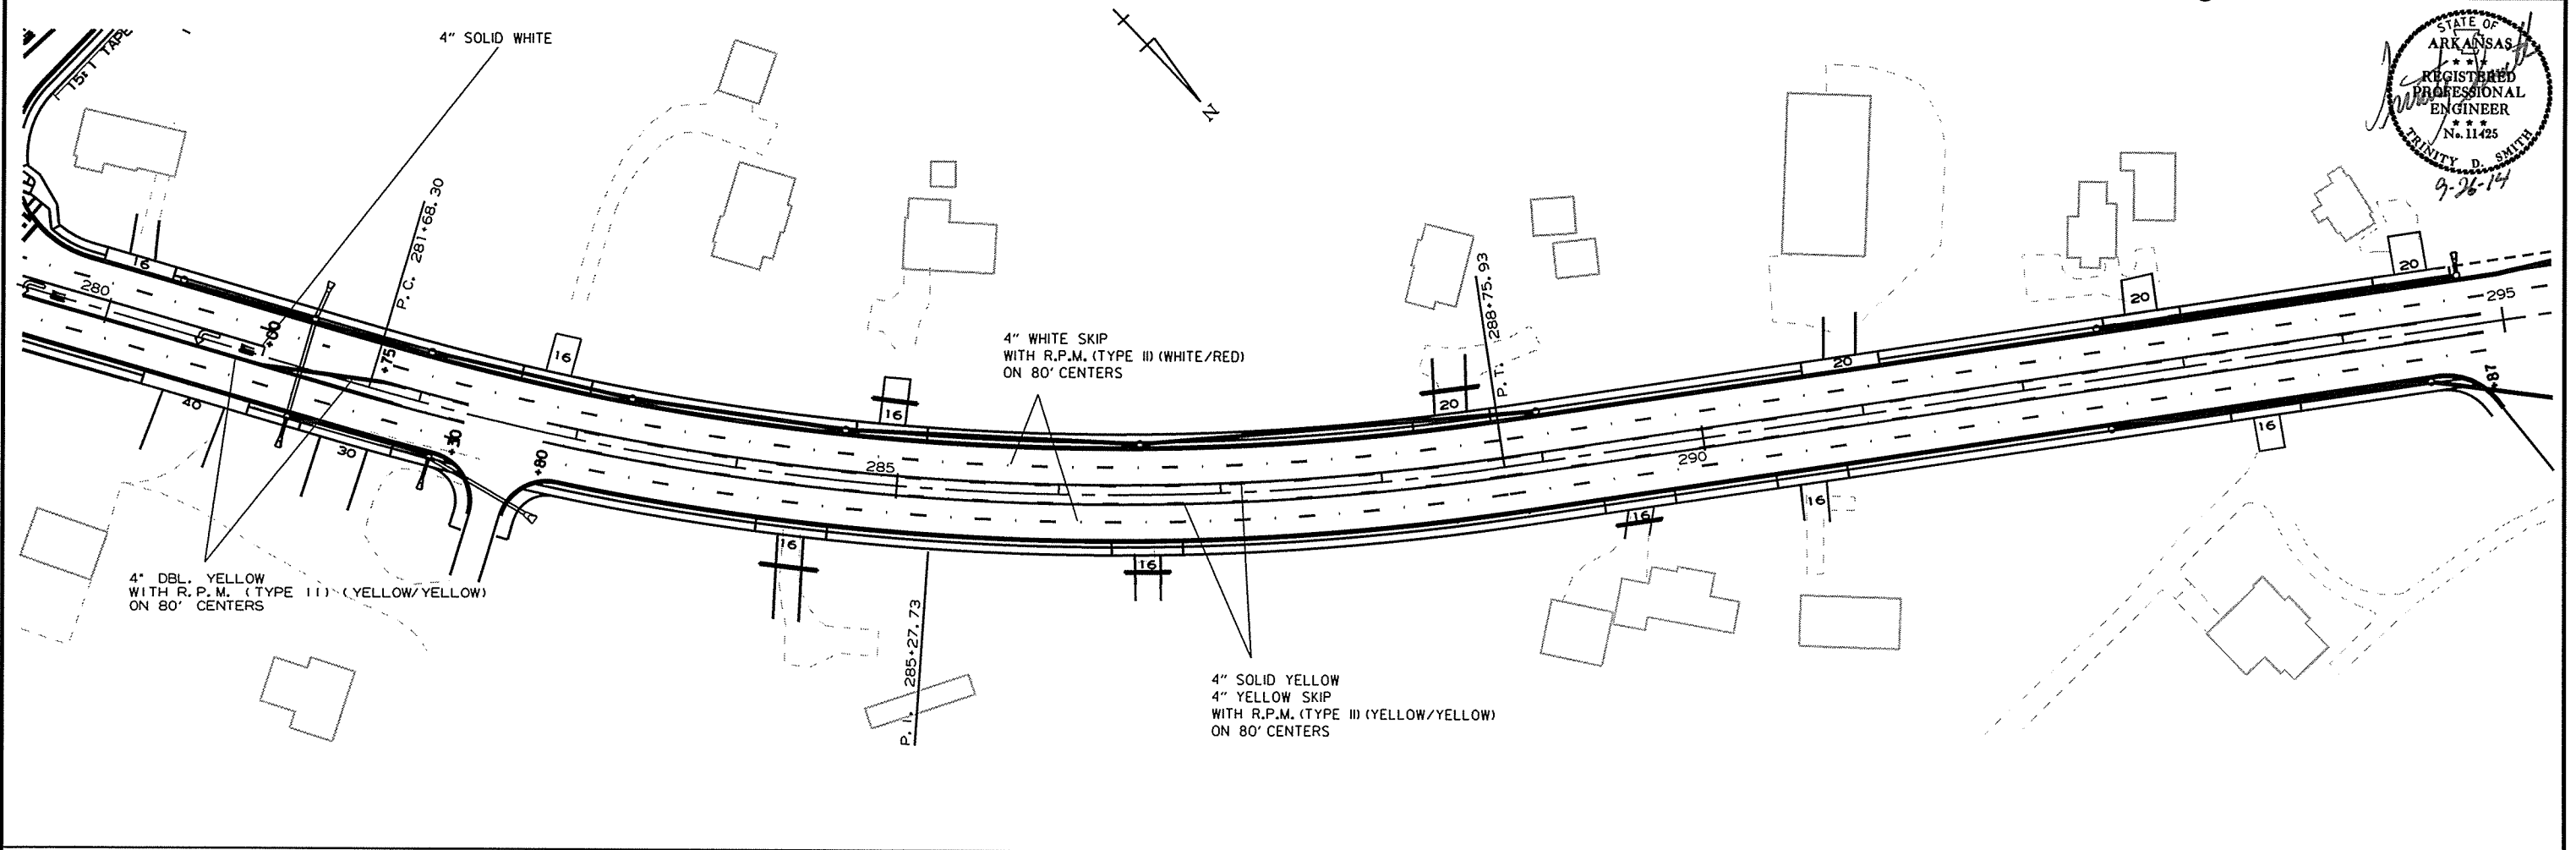 15:1 TAPE
4" SOLID WHITE
N
STATE OF
ARKANSAS
★ ★ ★
REGISTERED
PROFESSIONAL
ENGINEER
★ ★ ★
No. 11425
TRINITY D. SMITH
9-26-14
P.C. 281+68.30
P.T. 288+75.93
16
280
+60
+75
16
16
20
20
20
20
295
4" WHITE SKIP
WITH R.P.M. (TYPE II) (WHITE/RED)
ON 80' CENTERS
40
30
+30
+80
285
290
+87
16
16
16
16
16
4" DBL. YELLOW
WITH R.P.M. (TYPE II) (YELLOW/YELLOW)
ON 80' CENTERS
P.I. 285+27.73
4" SOLID YELLOW
4" YELLOW SKIP
WITH R.P.M. (TYPE II) (YELLOW/YELLOW)
ON 80' CENTERS